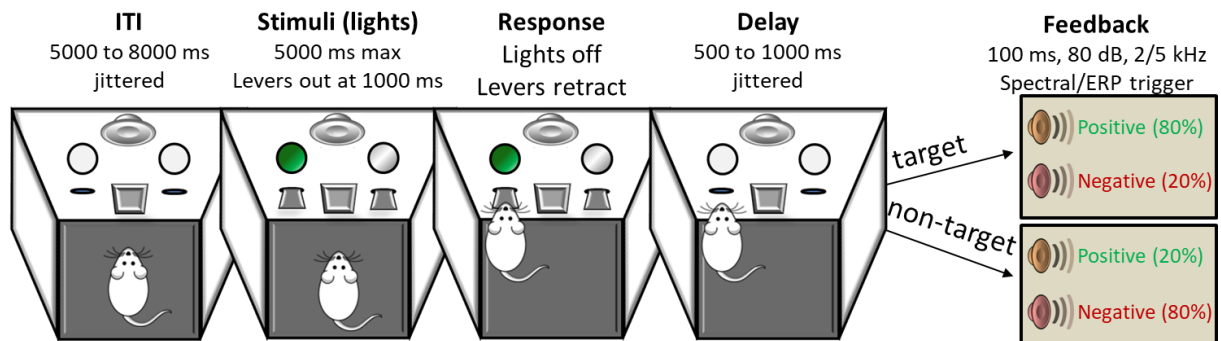 ITI
5000 to 8000 ms
jittered
Stimuli (lights)
5000 ms max
Levers out at 1000 ms
Response
Lights off
Levers retract
Delay
500 to 1000 ms
jittered
Feedback
100 ms, 80 dB, 2/5 kHz
Spectral/ERP trigger
target
Positive (80%)
Negative (20%)
non-target
Positive (20%)
Negative (80%)